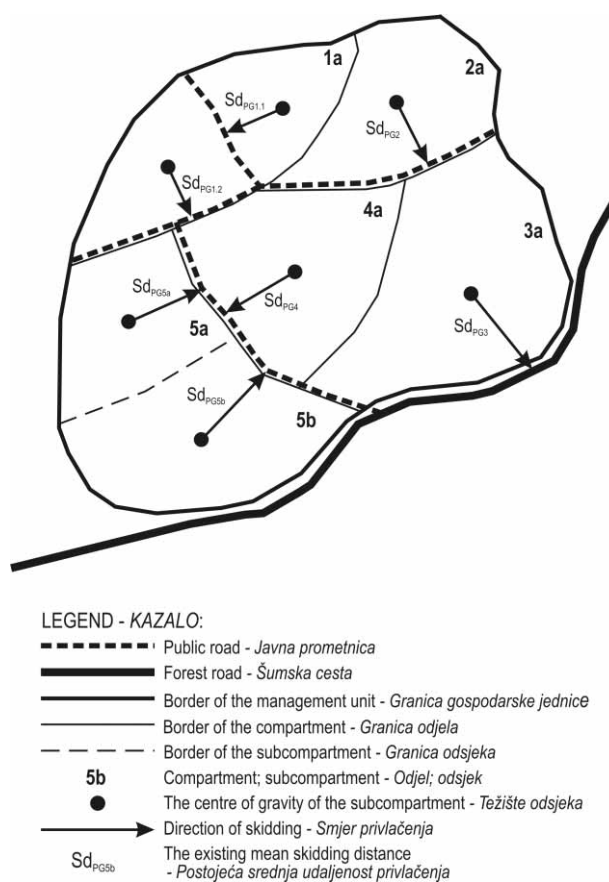 1a
2a
Sd PG1.1
Sd PG2
Sd PG1.2
4a
3a
Sd PG5a
Sd PG4
Sd PG3
5a
Sd PG5b
5b
LEGEND - KAZALO:
Public road - Javna prometnica
Forest road - Šumska cesta
Border of the management unit - Granica gospodarske jednice
Border of the compartment - Granica odjela
Border of the subcompartment - Granica odsjeka
5b Compartment; subcompartment - Odjel; odsjek
The centre of gravity of the subcompartment - Težište odsjeka
Direction of skidding - Smjer privlačenja
Sd PG5b The existing mean skidding distance
- Postojeća srednja udaljenost privlačenja